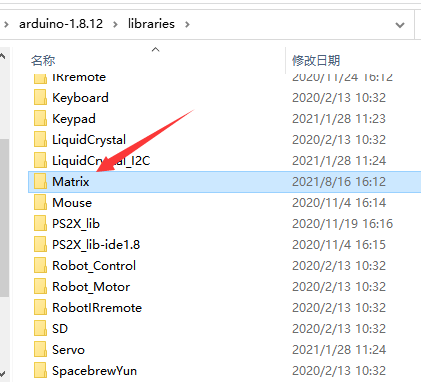 arduino-1.8.12 > libraries >
名称 修改日期
IRremote 2020/11/24 16:12
Keyboard 2020/2/13 10:32
Keypad 2021/1/28 11:23
LiquidCrystal 2020/2/13 10:32
LiquidCrystal_I2C 2021/1/28 11:24
Matrix 2021/8/16 16:12
Mouse 2020/11/4 16:14
PS2X_lib 2020/11/19 16:16
PS2X_lib-ide1.8 2020/11/4 16:15
Robot_Control 2020/2/13 10:32
Robot_Motor 2020/2/13 10:32
RobotIRremote 2020/2/13 10:32
SD 2020/2/13 10:32
Servo 2021/1/28 11:24
SpacebrewYun 2020/2/13 10:32